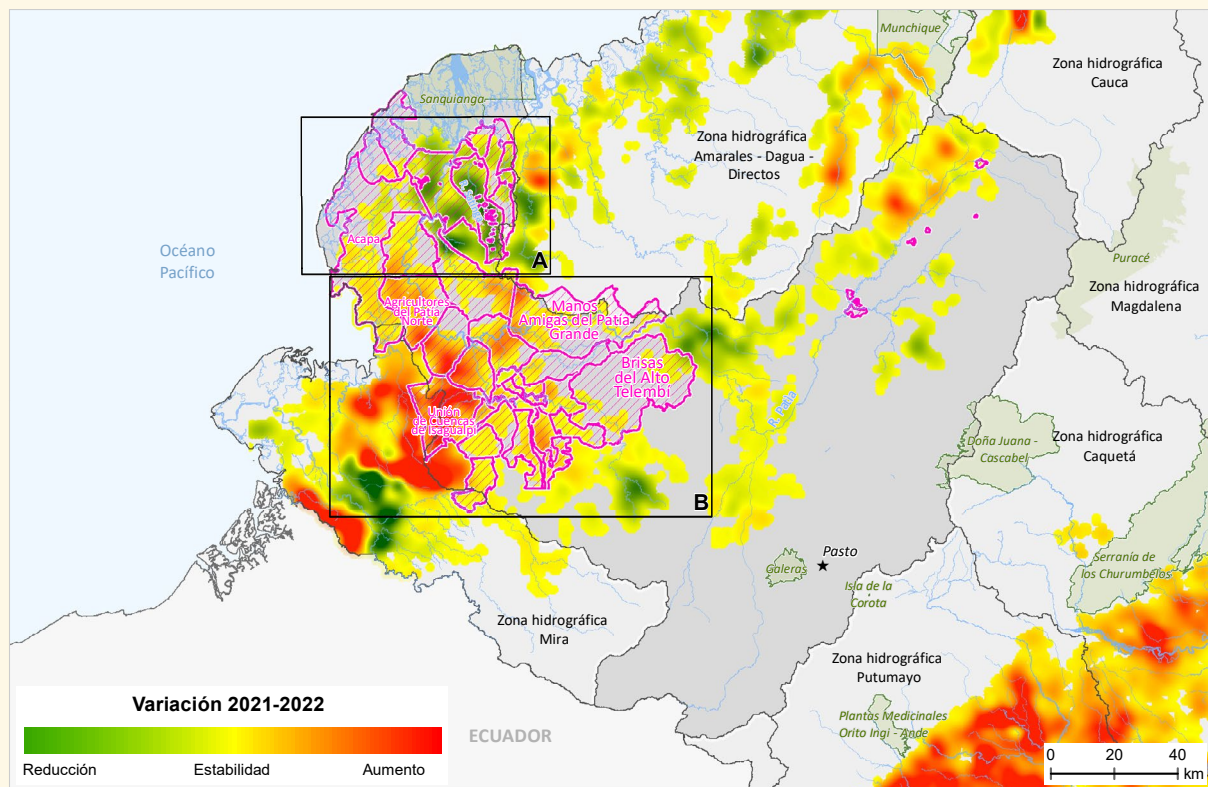 Munchique
Zona hidrográfica
Cauca
Sanquianga
Zona hidrográfica
Amarales - Dagua -
Directos
Océano
Pacífico
Acapa
A
Puracé
Zona hidrográfica
Magdalena
Agricultores
del Patía
Norte
Manos
Amigas del Patía
Grande
Brisas
del Alto
Telembí
R. Patía
Unión
de Cuencas
de Isagualpi
Doña Juana -
Cascabel
Zona hidrográfica
Caquetá
B
Pasto
Galeras
Isla de la
Corota
Serranía de
los Churumbelos
Zona hidrográfica
Mira
Zona hidrográfica
Putumayo
Plantas Medicinales
Orito Ingi - Ande
Variación 2021-2022
Reducción Estabilidad Aumento
ECUADOR
0 20 40
km